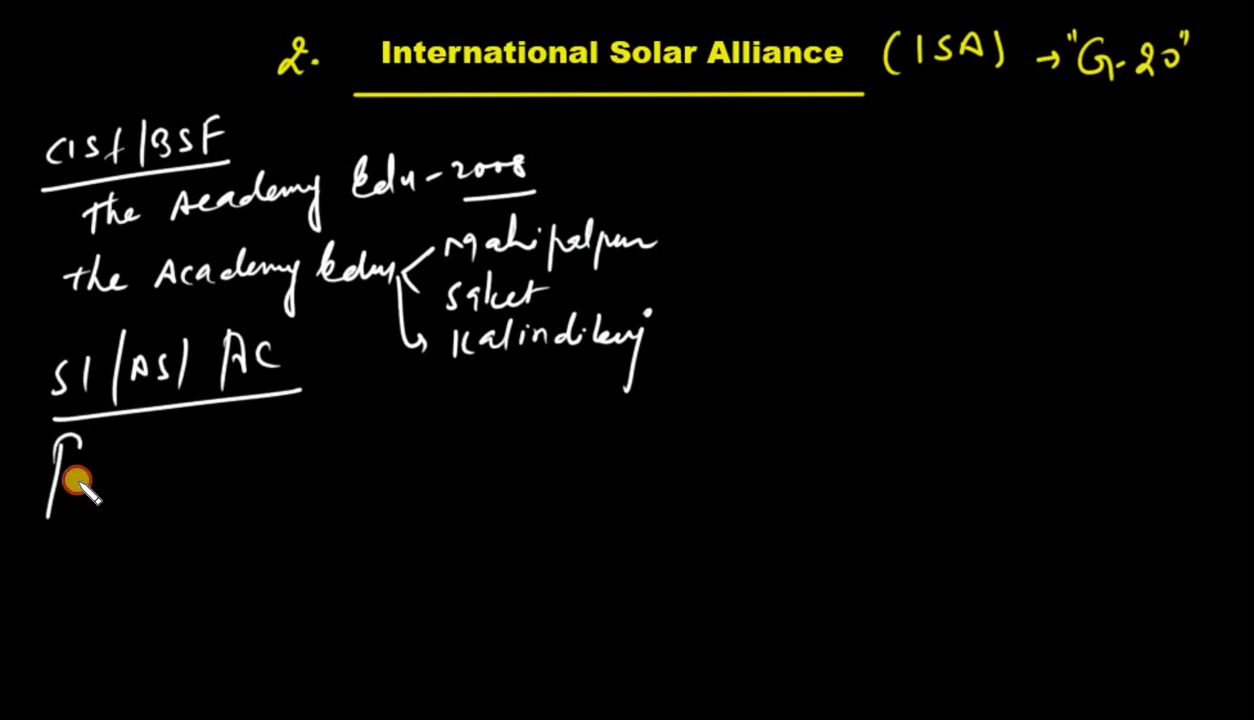 2. International Solar Alliance (ISA) → "G-20"
CISF/BSF
The Academy Edu - 2008
The Academy Edu
Mahipalpur
Saket
Kalindikunj
SI/ASI AC